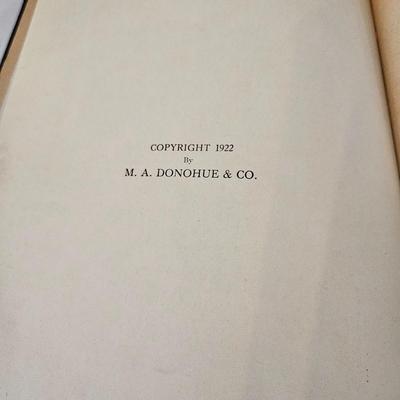 COPYRIGHT 1922
By
M. A. DONOHUE & CO.